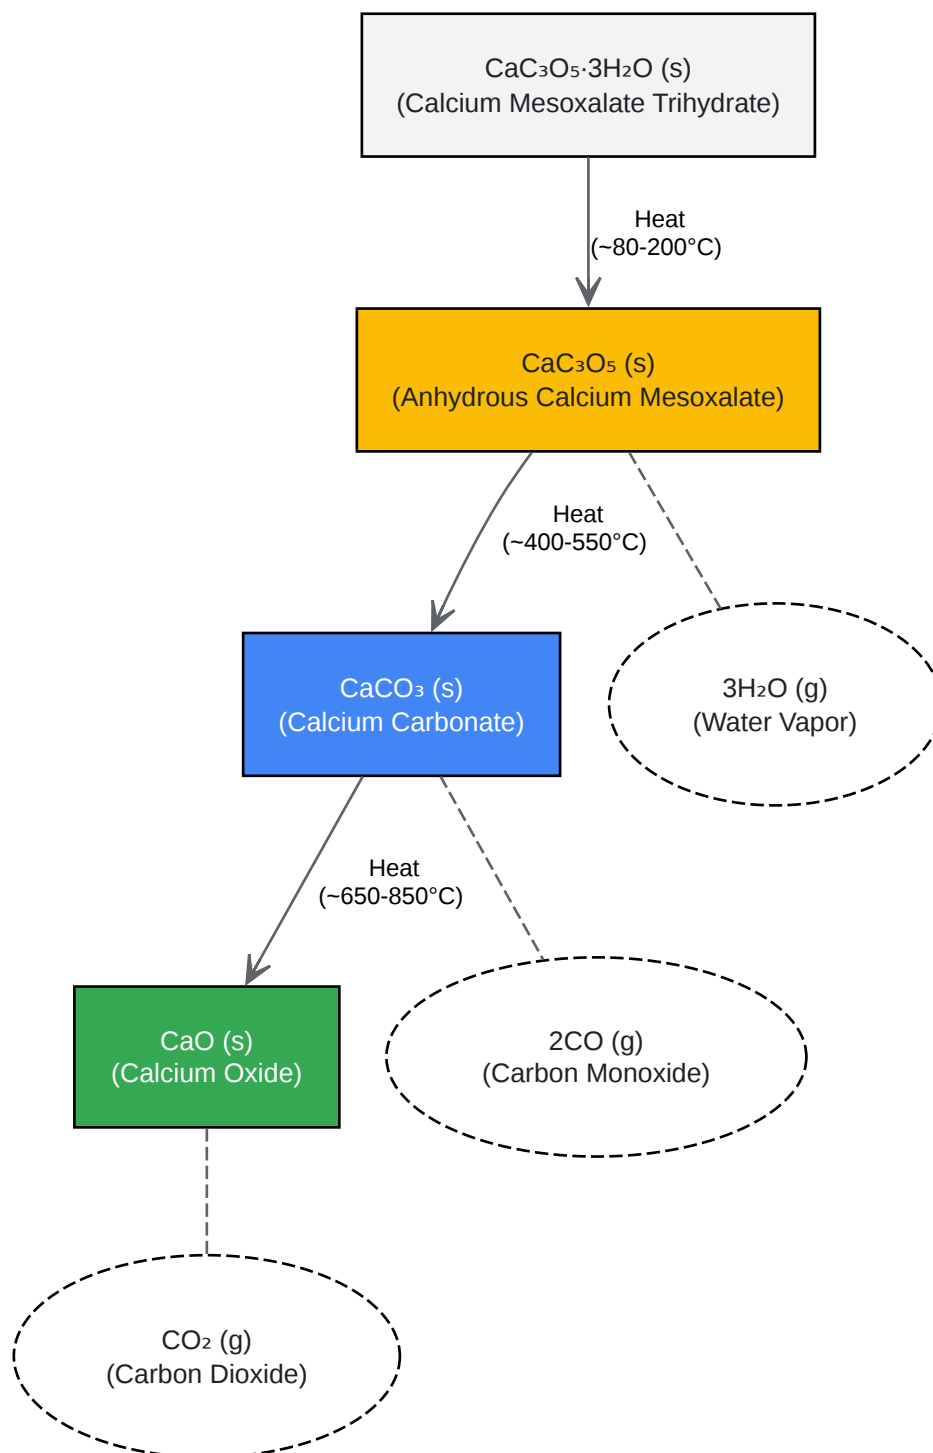 CaC₃O₅·3H₂O (s)
(Calcium Mesoxalate Trihydrate)
Heat
(~80-200°C)
CaC₃O₅ (s)
(Anhydrous Calcium Mesoxalate)
Heat
(~400-550°C)
CaCO₃ (s)
(Calcium Carbonate)
3H₂O (g)
(Water Vapor)
Heat
(~650-850°C)
CaO (s)
(Calcium Oxide)
2CO (g)
(Carbon Monoxide)
CO₂ (g)
(Carbon Dioxide)